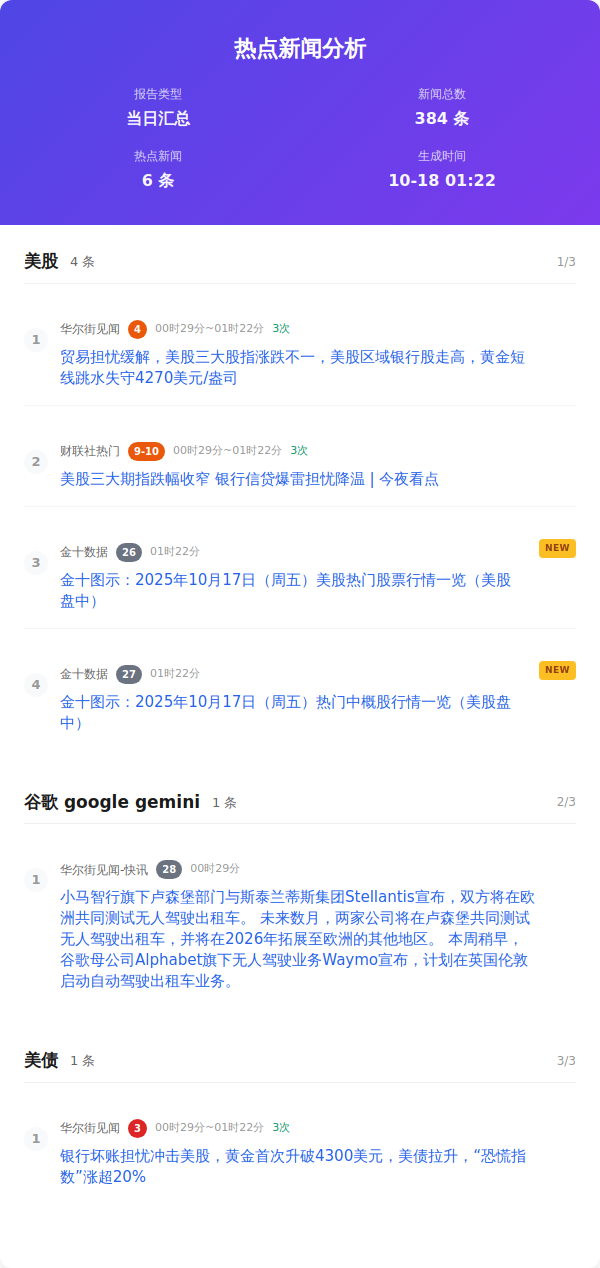 热点新闻分析
报告类型
当日汇总
新闻总数
384 条
热点新闻
6 条
生成时间
10-18 01:22
美股 4 条 1/3
1
华尔街见闻 4 00时29分~01时22分 3次
贸易担忧缓解，美股三大股指涨跌不一，美股区域银行股走高，黄金短
线跳水失守4270美元/盎司
2
财联社热门 9-10 00时29分~01时22分 3次
美股三大期指跌幅收窄 银行信贷爆雷担忧降温 | 今夜看点
3
金十数据 26 01时22分 NEW
金十图示：2025年10月17日（周五）美股热门股票行情一览（美股
盘中）
4
金十数据 27 01时22分 NEW
金十图示：2025年10月17日（周五）热门中概股行情一览（美股盘
中）
谷歌 google gemini 1 条 2/3
1
华尔街见闻-快讯 28 00时29分
小马智行旗下卢森堡部门与斯泰兰蒂斯集团Stellantis宣布，双方将在欧
洲共同测试无人驾驶出租车。 未来数月，两家公司将在卢森堡共同测试
无人驾驶出租车，并将在2026年拓展至欧洲的其他地区。 本周稍早，
谷歌母公司Alphabet旗下无人驾驶业务Waymo宣布，计划在英国伦敦
启动自动驾驶出租车业务。
美债 1 条 3/3
1
华尔街见闻 3 00时29分~01时22分 3次
银行坏账担忧冲击美股，黄金首次升破4300美元，美债拉升，“恐慌指
数”涨超20%